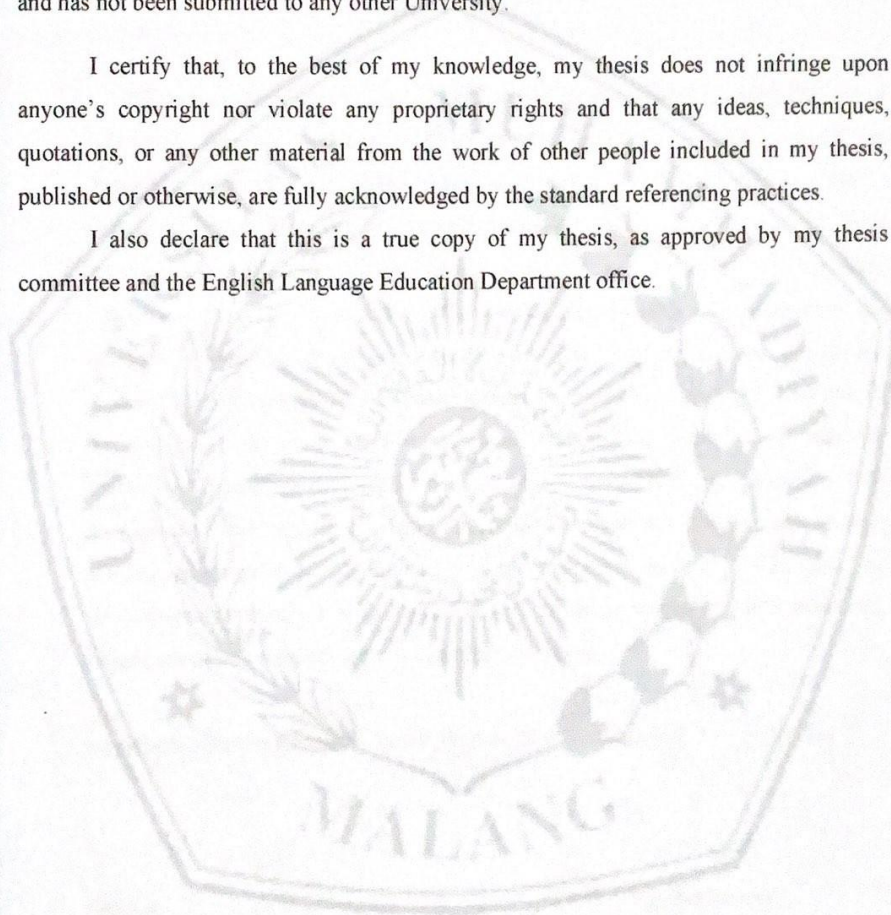 and has not been submitted to any other University.
I certify that, to the best of my knowledge, my thesis does not infringe upon
anyone's copyright nor violate any proprietary rights and that any ideas, techniques,
quotations, or any other material from the work of other people included in my thesis,
published or otherwise, are fully acknowledged by the standard referencing practices.
I also declare that this is a true copy of my thesis, as approved by my thesis
committee and the English Language Education Department office.
MALANG